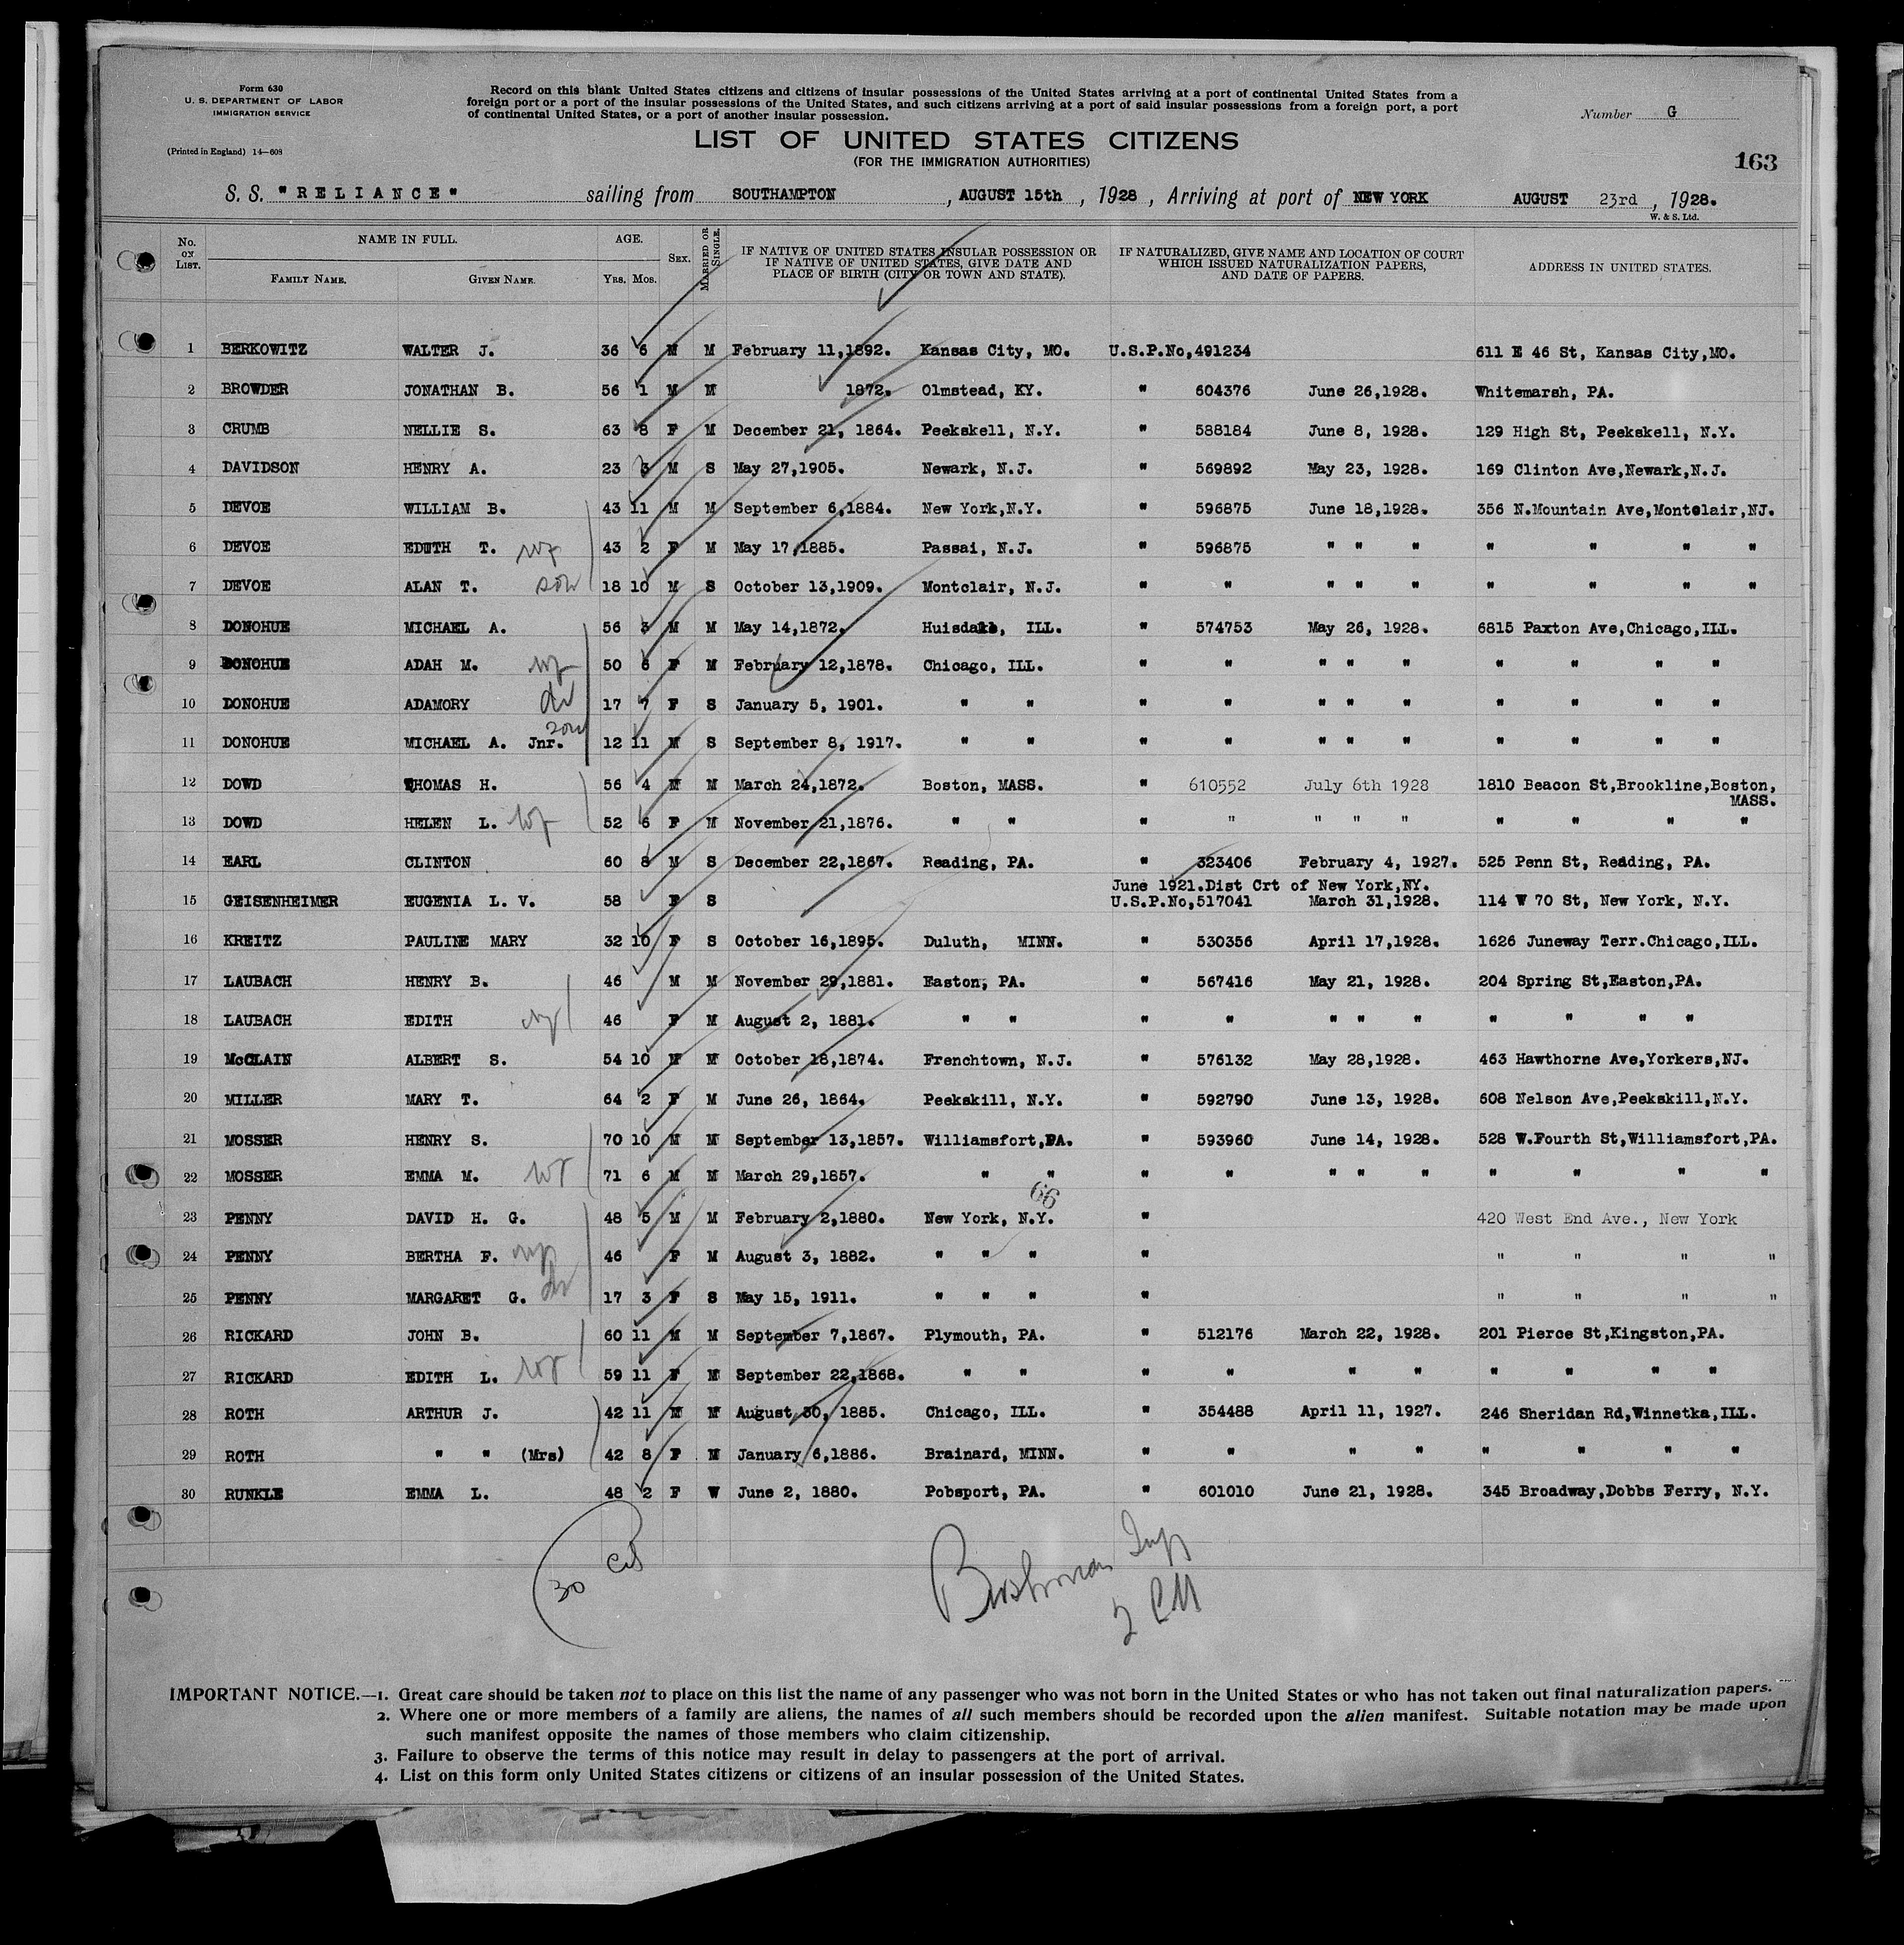 Form 630
U. S. DEPARTMENT OF LABOR
IMMIGRATION SERVICE
(Printed in England) 14—608
Record on this blank United States citizens and citizens of insular possessions of the United States arriving at a port of continental United States from a
foreign port or a port of the insular possessions of the United States, and such citizens arriving at a port of said insular possessions from a foreign port, a port
of continental United States, or a port of another insular possession.
Number G
LIST OF UNITED STATES CITIZENS
(FOR THE IMMIGRATION AUTHORITIES)
163
S. S. "RELIANCE" sailing from SOUTHAMPTON, AUGUST 15th, 1928, Arriving at port of NEW YORK AUGUST 23rd, 1928.
W. & S. Ltd.
No. ON LIST. NAME IN FULL. FAMILY NAME. GIVEN NAME. AGE. YRS. MOS. SEX. MARRIED OR SINGLE. IF NATIVE OF UNITED STATES INSULAR POSSESSION OR IF NATIVE OF UNITED STATES, GIVE DATE AND PLACE OF BIRTH (CITY OR TOWN AND STATE). IF NATURALIZED, GIVE NAME AND LOCATION OF COURT WHICH ISSUED NATURALIZATION PAPERS, AND DATE OF PAPERS. ADDRESS IN UNITED STATES.
1 BERKOWITZ WALTER J. 36 6 M M February 11,1892. Kansas City, MO. U.S.P.No,491234 611 E 46 St, Kansas City,MO.
2 BROWDER JONATHAN B. 56 1 M M 1872. Olmstead, KY. " 604376 June 26,1928. Whitemarsh, PA.
3 CRUMB NELLIE S. 63 8 F M December 21, 1864. Peekskell, N.Y. " 588184 June 8, 1928. 129 High St, Peekskell, N.Y.
4 DAVIDSON HENRY A. 23 3 M S May 27,1905. Newark, N.J. " 569892 May 23, 1928. 169 Clinton Ave,Newark,N.J.
5 DEVOE WILLIAM B. 43 11 M M September 6,1884. New York,N.Y. " 596875 June 18,1928. 356 N.Mountain Ave,Montclair,NJ.
6 DEVOE EDITH T. wf 43 2 F M May 17,1885. Passai, N.J. " 596875 " " " " " " "
7 DEVOE ALAN T. son 18 10 M S October 13,1909. Montclair, N.J. " " " " " " " " "
8 DONOHUE MICHAEL A. 56 3 M M May 14,1872. Huisdale, ILL. " 574753 May 26, 1928. 6815 Paxton Ave,Chicago,ILL.
9 DONOHUE ADAH M. wf 50 6 F M February 12,1878. Chicago, ILL. " " " " " " " " "
10 DONOHUE ADAMORY 17 7 F S January 5, 1901. " " " " " " " " " " "
11 DONOHUE MICHAEL A. Jnr. son 12 11 M S September 8, 1917. " " " " " " " " " " "
12 DOWD THOMAS H. 56 4 M M March 24,1872. Boston, MASS. " 610552 July 6th 1928 1810 Beacon St,Brookline,Boston,
MASS.
13 DOWD HELEN L. wf 52 6 F M November 21,1876. " " " " " " " " " " "
14 EARL CLINTON 60 8 M S December 22,1867. Reading, PA. " 323406 February 4, 1927. 525 Penn St, Reading, PA.
June 1921.Dist Crt of New York,NY.
15 GEISENHEIMER EUGENIA L. V. 58 F S U.S.P.No,517041 March 31,1928. 114 W 70 St, New York, N.Y.
16 KREITZ PAULINE MARY 32 10 F S October 16,1895. Duluth, MINN. " 530356 April 17,1928. 1626 Juneway Terr.Chicago,ILL.
17 LAUBACH HENRY B. 46 M M November 29,1881. Easton, PA. " 567416 May 21, 1928. 204 Spring St,Easton,PA.
18 LAUBACH EDITH wf 46 F M August 2, 1881. " " " " " " " " " " "
19 McCLAIN ALBERT S. 54 10 M M October 18,1874. Frenchtown, N.J. " 576132 May 28,1928. 463 Hawthorne Ave,Yorkers,NJ.
20 MILLER MARY T. 64 2 F M June 26, 1864. Peekskill, N.Y. " 592790 June 13, 1928. 608 Nelson Ave,Peekskill,N.Y.
21 MOSSER HENRY S. 70 10 M M September 13,1857. Williamsfort,PA. " 593960 June 14, 1928. 528 W.Fourth St,Williamsfort,PA.
22 MOSSER EMMA M. wf 71 6 M M March 29,1857. " " " " " " " " " " "
66
23 PENNY DAVID H. G. 48 5 M M February 2,1880. New York, N.Y. " 420 West End Ave., New York
24 PENNY BERTHA F. wf 46 F M August 3, 1882. " " " " " " " "
25 PENNY MARGARET G. 17 3 F S May 15, 1911. " " " " " " " "
26 RICKARD JOHN B. 60 11 M M September 7,1867. Plymouth, PA. " 512176 March 22, 1928. 201 Pierce St,Kingston,PA.
27 RICKARD EDITH L. wf 59 11 F M September 22,1868. " " " " " " " " " "
28 ROTH ARTHUR J. 42 11 M M August 30, 1885. Chicago, ILL. " 354488 April 11, 1927. 246 Sheridan Rd,Winnetka,ILL.
29 ROTH " " (Mrs) 42 8 F M January 6,1886. Brainard, MINN. " " " " " " " "
30 RUNKLE EMMA L. 48 2 F W June 2, 1880. Pobsport, PA. " 601010 June 21, 1928. 345 Broadway,Dobbs Ferry, N.Y.
30
IMPORTANT NOTICE.—1. Great care should be taken not to place on this list the name of any passenger who was not born in the United States or who has not taken out final naturalization papers.
2. Where one or more members of a family are aliens, the names of all such members should be recorded upon the alien manifest. Suitable notation may be made upon
such manifest opposite the names of those members who claim citizenship.
3. Failure to observe the terms of this notice may result in delay to passengers at the port of arrival.
4. List on this form only United States citizens or citizens of an insular possession of the United States.